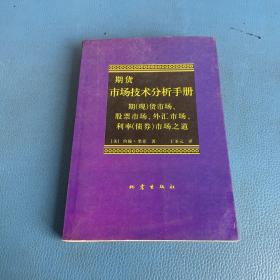 期货
市场技术分析手册
期(现)货市场、
股票市场、外汇市场、
利率(债券)市场之道
[美] 约翰·墨菲 著 丁圣元 译
地震出版社